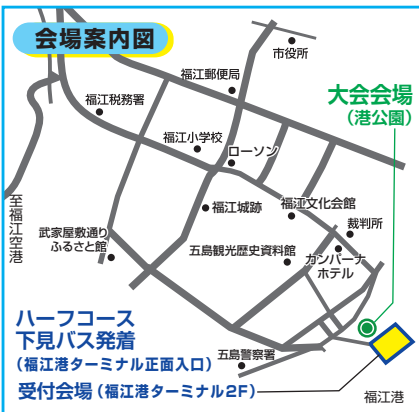 会場案内図
市役所
福江郵便局
福江税務署
大会会場
(港公園)
福江小学校
ローソン
至福江空港
福江城跡
福江文化会館
裁判所
武家屋敷通り
ふるさと館
五島観光歴史資料館
カンパーナ
ホテル
ハーフコース
下見バス発着
(福江港ターミナル正面入口)
五島警察署
受付会場(福江港ターミナル2F)
福江港